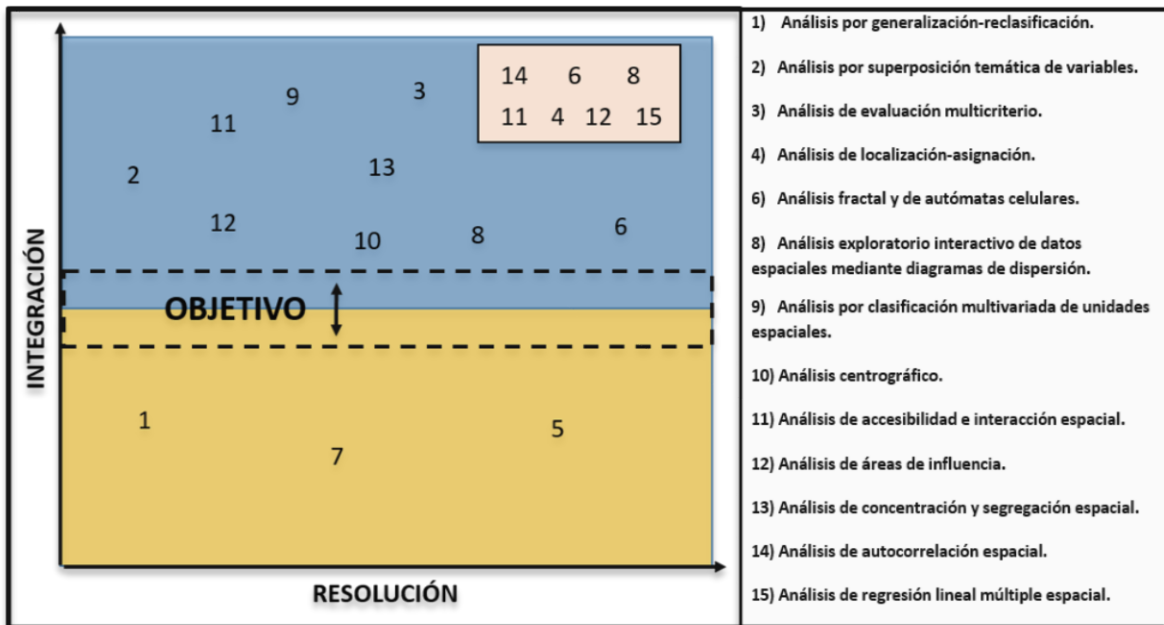 INTEGRACIÓN
9
3
11
2
13
12
10
8
6
14 6 8
11 4 12 15
OBJETIVO
1
7
5
RESOLUCIÓN
1) Análisis por generalización-reclasificación.
2) Análisis por superposición temática de variables.
3) Análisis de evaluación multicriterio.
4) Análisis de localización-asignación.
6) Análisis fractal y de autómatas celulares.
8) Análisis exploratorio interactivo de datos
espaciales mediante diagramas de dispersión.
9) Análisis por clasificación multivariada de unidades
espaciales.
10) Análisis centrográfico.
11) Análisis de accesibilidad e interacción espacial.
12) Análisis de áreas de influencia.
13) Análisis de concentración y segregación espacial.
14) Análisis de autocorrelación espacial.
15) Análisis de regresión lineal múltiple espacial.